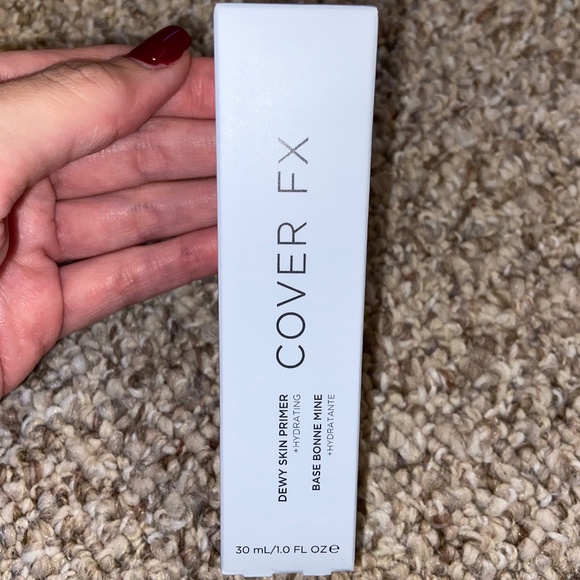 COVER FX
DEWY SKIN PRIMER
+HYDRATING
BASE BONNE MINE
+HYDRATANTE
30 mL/1.0 FL OZ℮